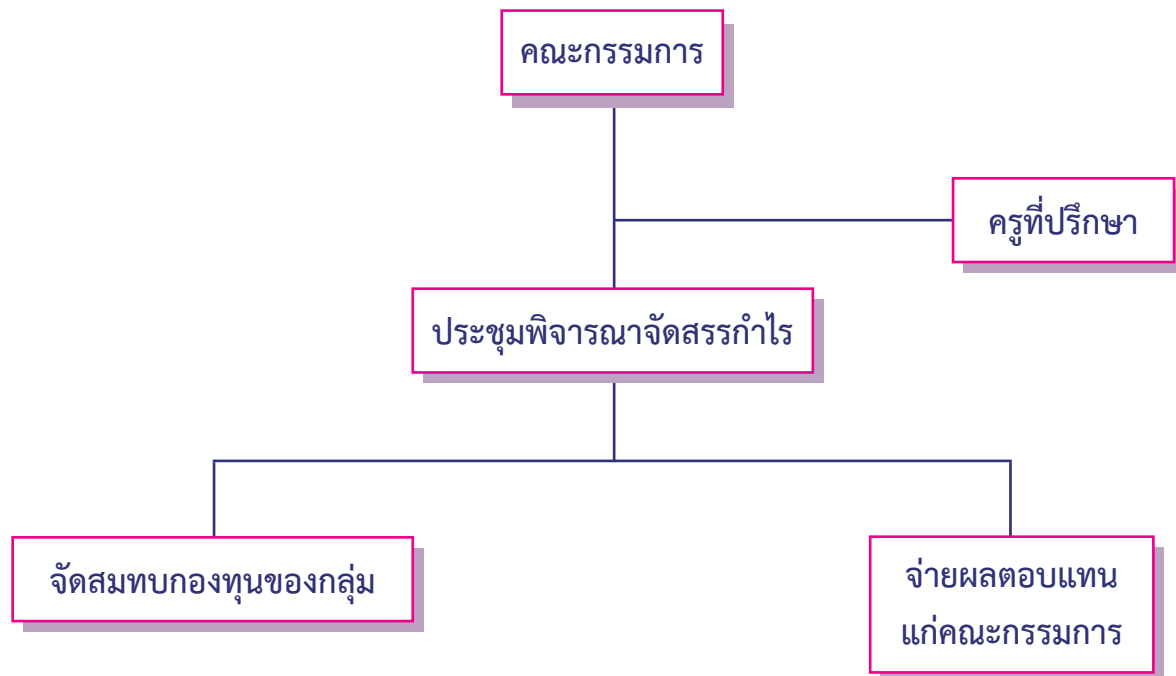 คณะกรรมการ
ครูที่ปรึกษา
ประชุมพิจารณาจัดสรรกำไร
จัดสมทบกองทุนของกลุ่ม
จ่ายผลตอบแทน
แก่คณะกรรมการ